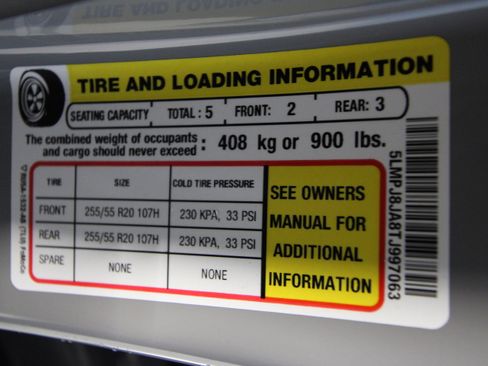 TIRE AND LOADING INFORMATION
SEATING CAPACITY TOTAL : 5 FRONT: 2 REAR: 3
The combined weight of occupants
and cargo should never exceed : 408 kg or 900 lbs.
TIRE SIZE COLD TIRE PRESSURE
FRONT 255/55 R20 107H 230 KPA, 33 PSI
REAR 255/55 R20 107H 230 KPA, 33 PSI
SPARE NONE NONE
SEE OWNERS
MANUAL FOR
ADDITIONAL
INFORMATION
5LMPJ8JA8TJ997063